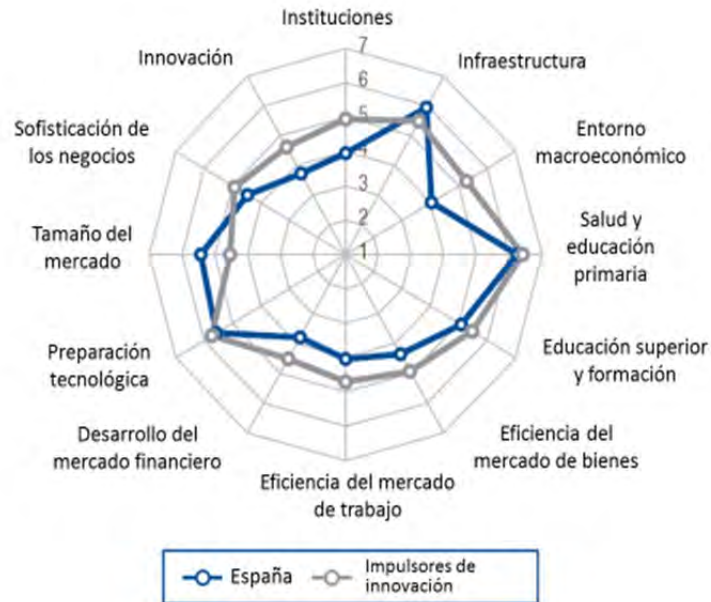 Instituciones
Infraestructura
Entorno
macroeconómico
Salud y
educación
primaria
Educación superior
y formación
Eficiencia del
mercado de bienes
Eficiencia del mercado
de trabajo
Desarrollo del
mercado financiero
Preparación
tecnológica
Tamaño del
mercado
Sofisticación de
los negocios
Innovación
7
6
5
4
3
2
1
España
Impulsores de
innovación